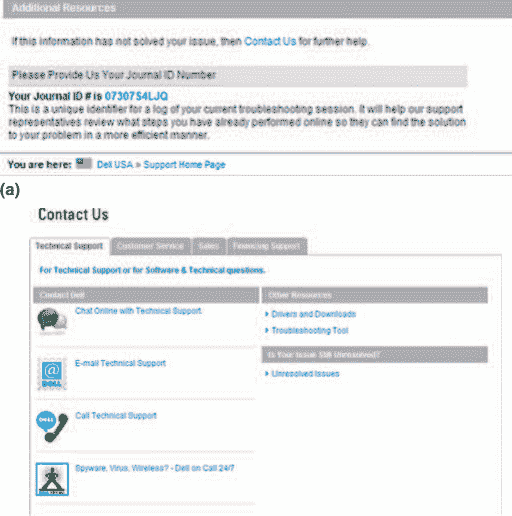 Additional Resources
If this information has not solved your issue, then Contact Us for further help.
Please Provide Us Your Journal ID Number
Your Journal ID # is 07307S4LJQ
This is a unique identifier for a log of your current troubleshooting session. It will help our support
representatives review what steps you have already performed online so they can find the solution
to your problem in a more efficient manner.
You are here: Dell USA » Support Home Page
(a)
Contact Us
Technical Support Customer Service Sales Financing Support
For Technical Support or for Software & Technical questions.
Contact Dell
Other Resources
Chat Online with Technical Support
Drivers and Downloads
Troubleshooting Tool
Is Your Issue Still Unresolved?
E-mail Technical Support
Unresolved Issues
@
DELL
DELL
Call Technical Support
Spyware, Virus, Wireless? - Dell on Call 24/7